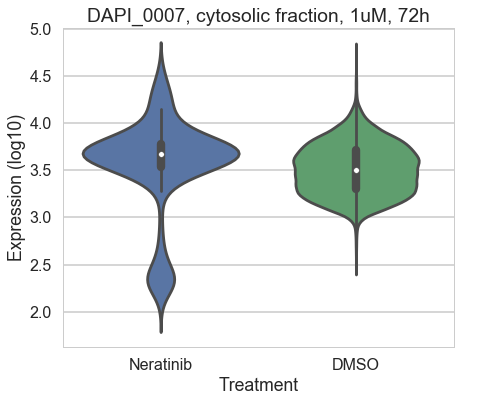 DAPI_0007, cytosolic fraction, 1uM, 72h
Expression (log10)
5.0
4.5
4.0
3.5
3.0
2.5
2.0
Neratinib DMSO
Treatment